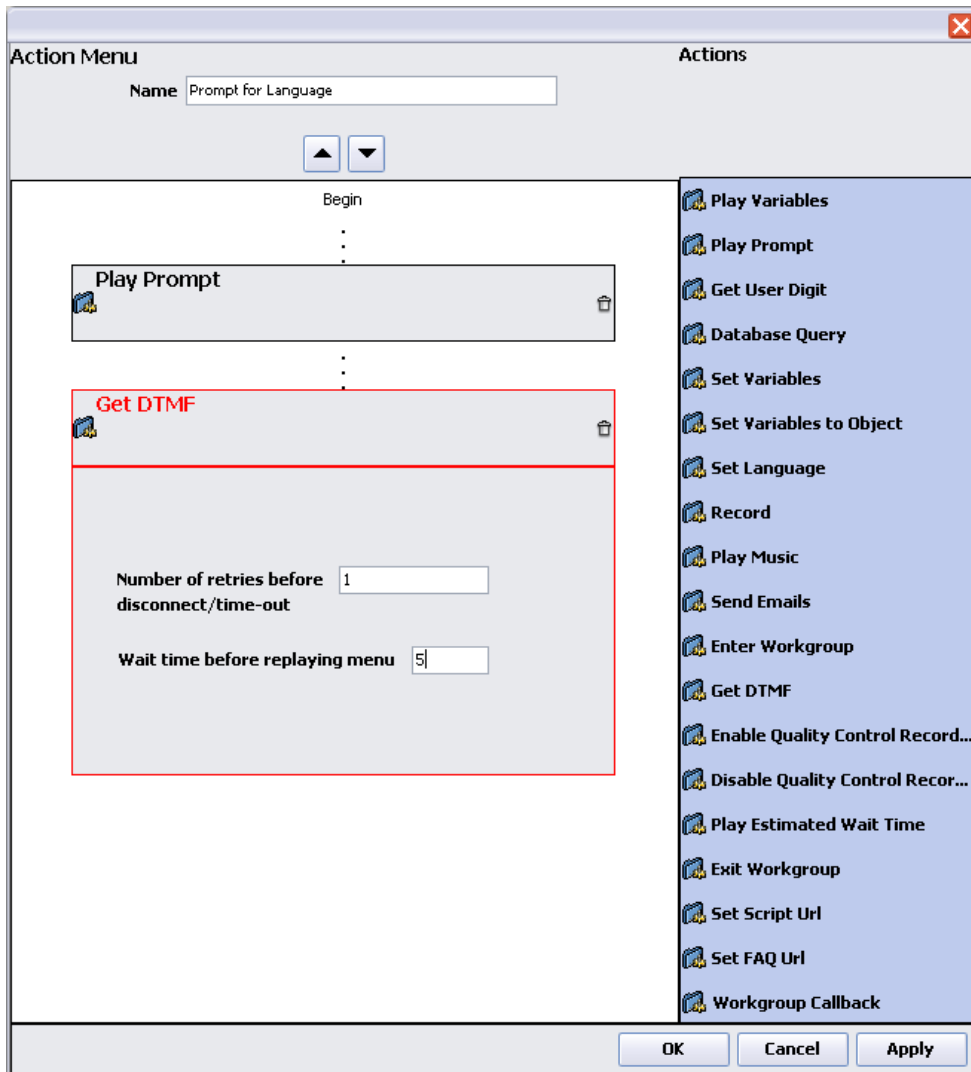 Action Menu
Name Prompt for Language
Begin
Play Prompt
Get DTMF
Number of retries before 1
disconnect/time-out
Wait time before replaying menu 5
Actions
Play Variables
Play Prompt
Get User Digit
Database Query
Set Variables
Set Variables to Object
Set Language
Record
Play Music
Send Emails
Enter Workgroup
Get DTMF
Enable Quality Control Record...
Disable Quality Control Recor...
Play Estimated Wait Time
Exit Workgroup
Set Script Url
Set FAQ Url
Workgroup Callback
OK Cancel Apply